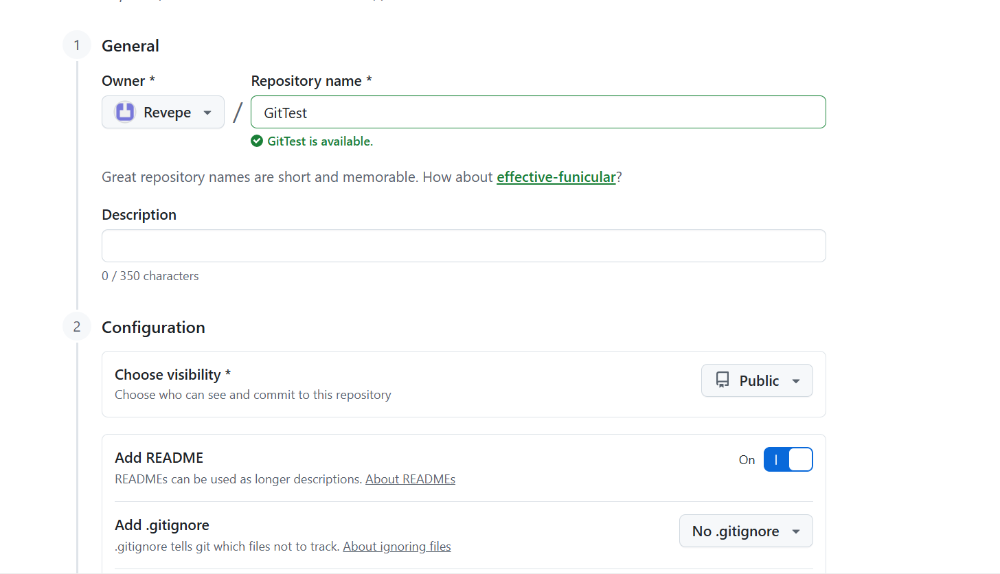 1 General
Owner * Repository name *
Revepe / GitTest
GitTest is available.
Great repository names are short and memorable. How about effective-funicular?
Description
0 / 350 characters
2 Configuration
Choose visibility *
Public
Choose who can see and commit to this repository
Add README
On
READMEs can be used as longer descriptions. About READMEs
Add .gitignore
No .gitignore
.gitignore tells git which files not to track. About ignoring files